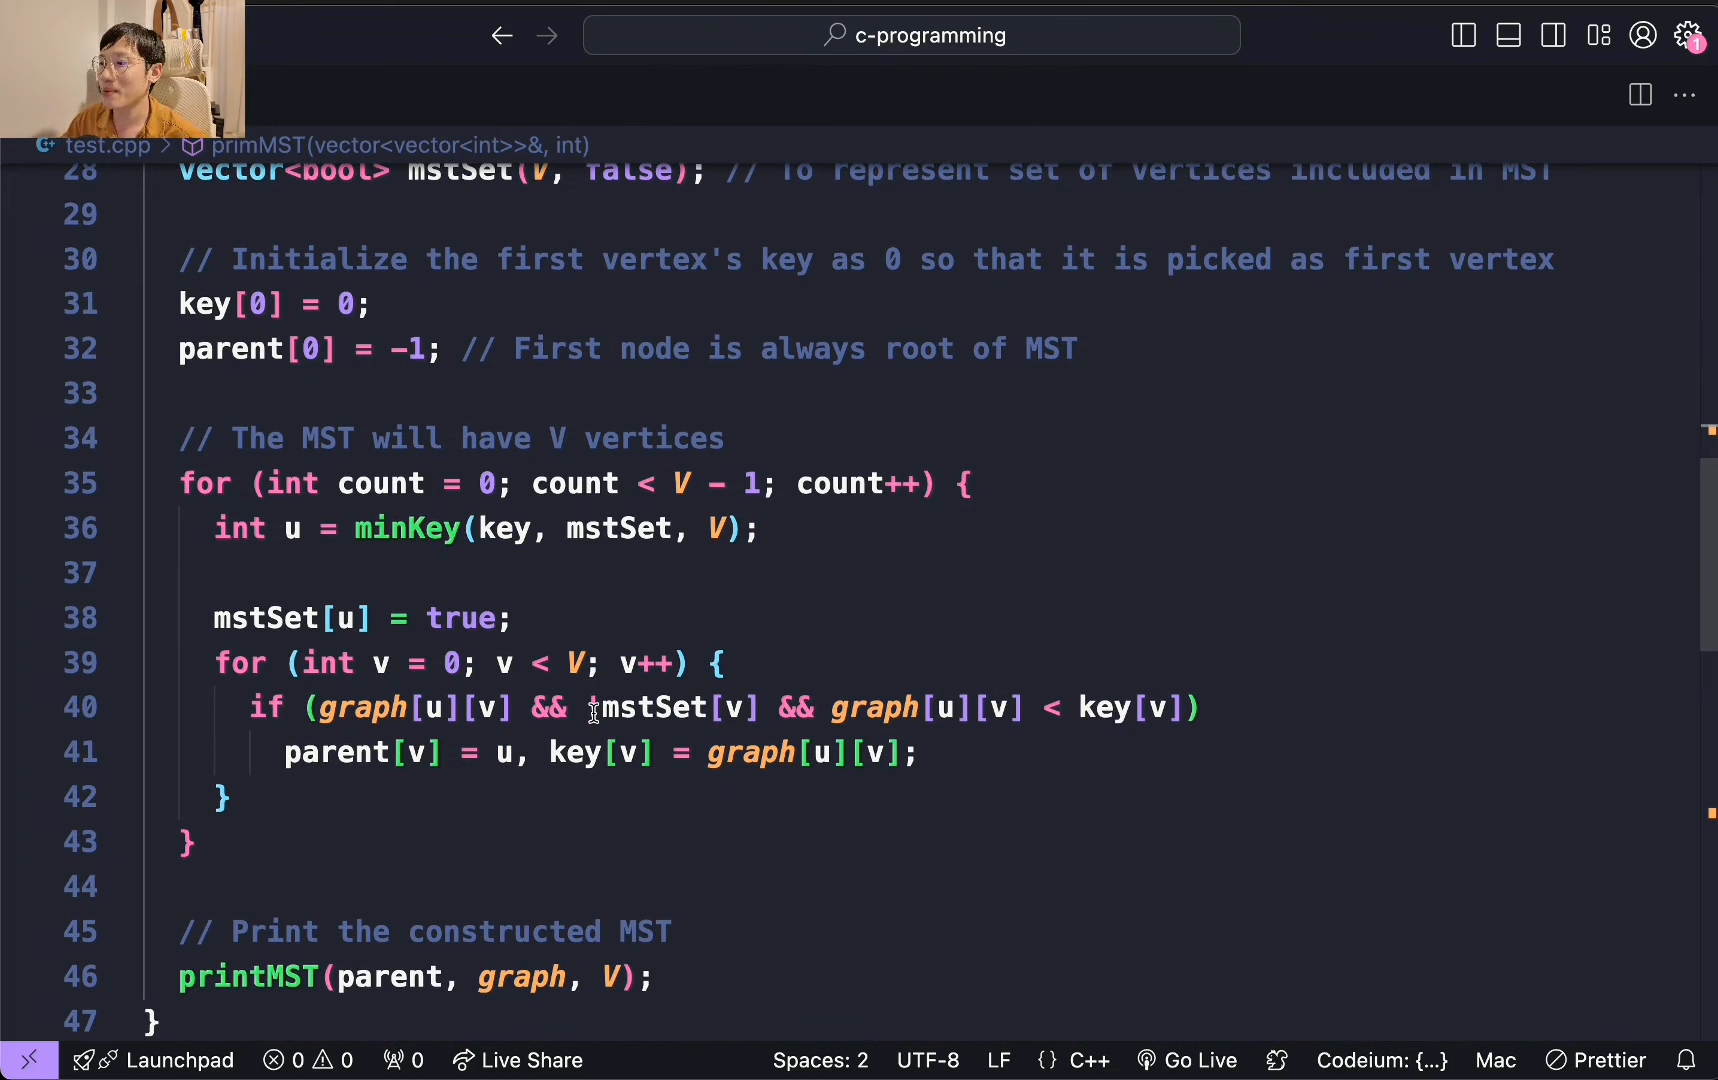 c-programming
1
test.cpp > primMST(vector<vector<int>>&, int)
28 vector<bool> mstSet(V, false); // To represent set of vertices included in MST
29
30 // Initialize the first vertex's key as 0 so that it is picked as first vertex
31 key[0] = 0;
32 parent[0] = -1; // First node is always root of MST
33
34 // The MST will have V vertices
35 for (int count = 0; count < V - 1; count++) {
36 int u = minKey(key, mstSet, V);
37
38 mstSet[u] = true;
39 for (int v = 0; v < V; v++) {
40 if (graph[u][v] && !mstSet[v] && graph[u][v] < key[v])
41 parent[v] = u, key[v] = graph[u][v];
42 }
43 }
44
45 // Print the constructed MST
46 printMST(parent, graph, V);
47 }
Launchpad 0 0 0 Live Share Spaces: 2 UTF-8 LF {} C++ Go Live Codeium: {...} Mac Prettier